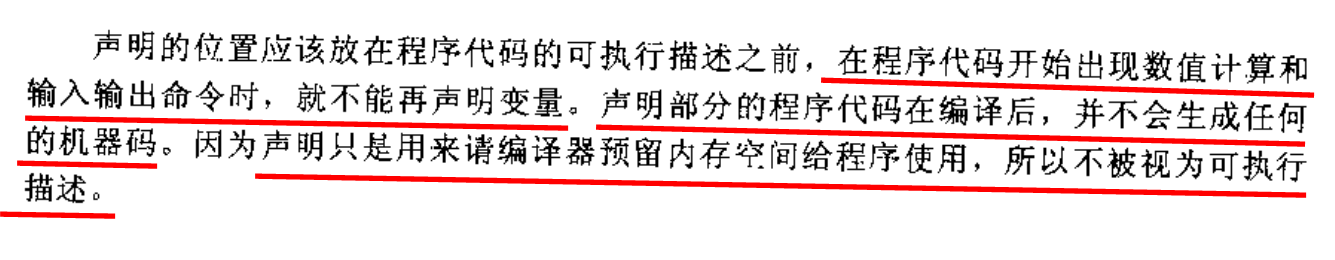 声明的位置应该放在程序代码的可执行描述之前，在程序代码开始出现数值计算和
输入输出命令时，就不能再声明变量。声明部分的程序代码在编译后，并不会生成任何
的机器码。因为声明只是用来请编译器预留内存空间给程序使用，所以不被视为可执行
描述。